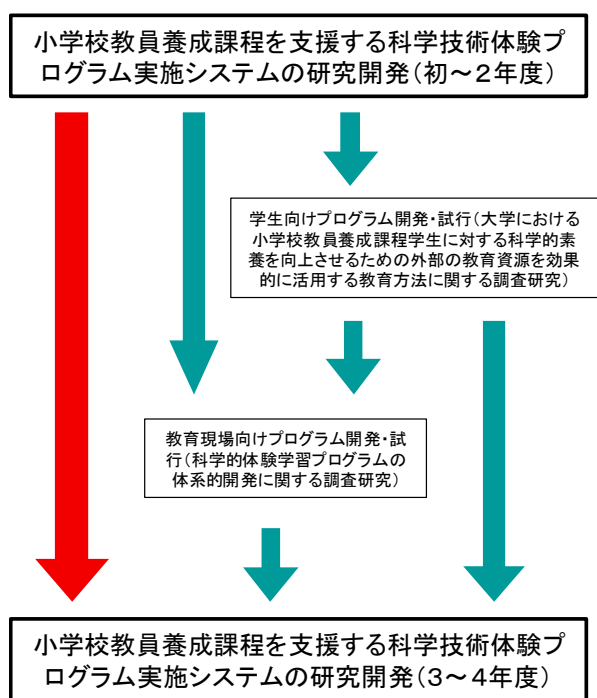 小学校教員養成課程を支援する科学技術体験プ
ログラム実施システムの研究開発(初～2年度)
学生向けプログラム開発・試行(大学における
小学校教員養成課程学生に対する科学的素
養を向上させるための外部の教育資源を効果
的に活用する教育方法に関する調査研究)
教育現場向けプログラム開発・試
行(科学的体験学習プログラムの
体系的開発に関する調査研究)
小学校教員養成課程を支援する科学技術体験プ
ログラム実施システムの研究開発(3～4年度)